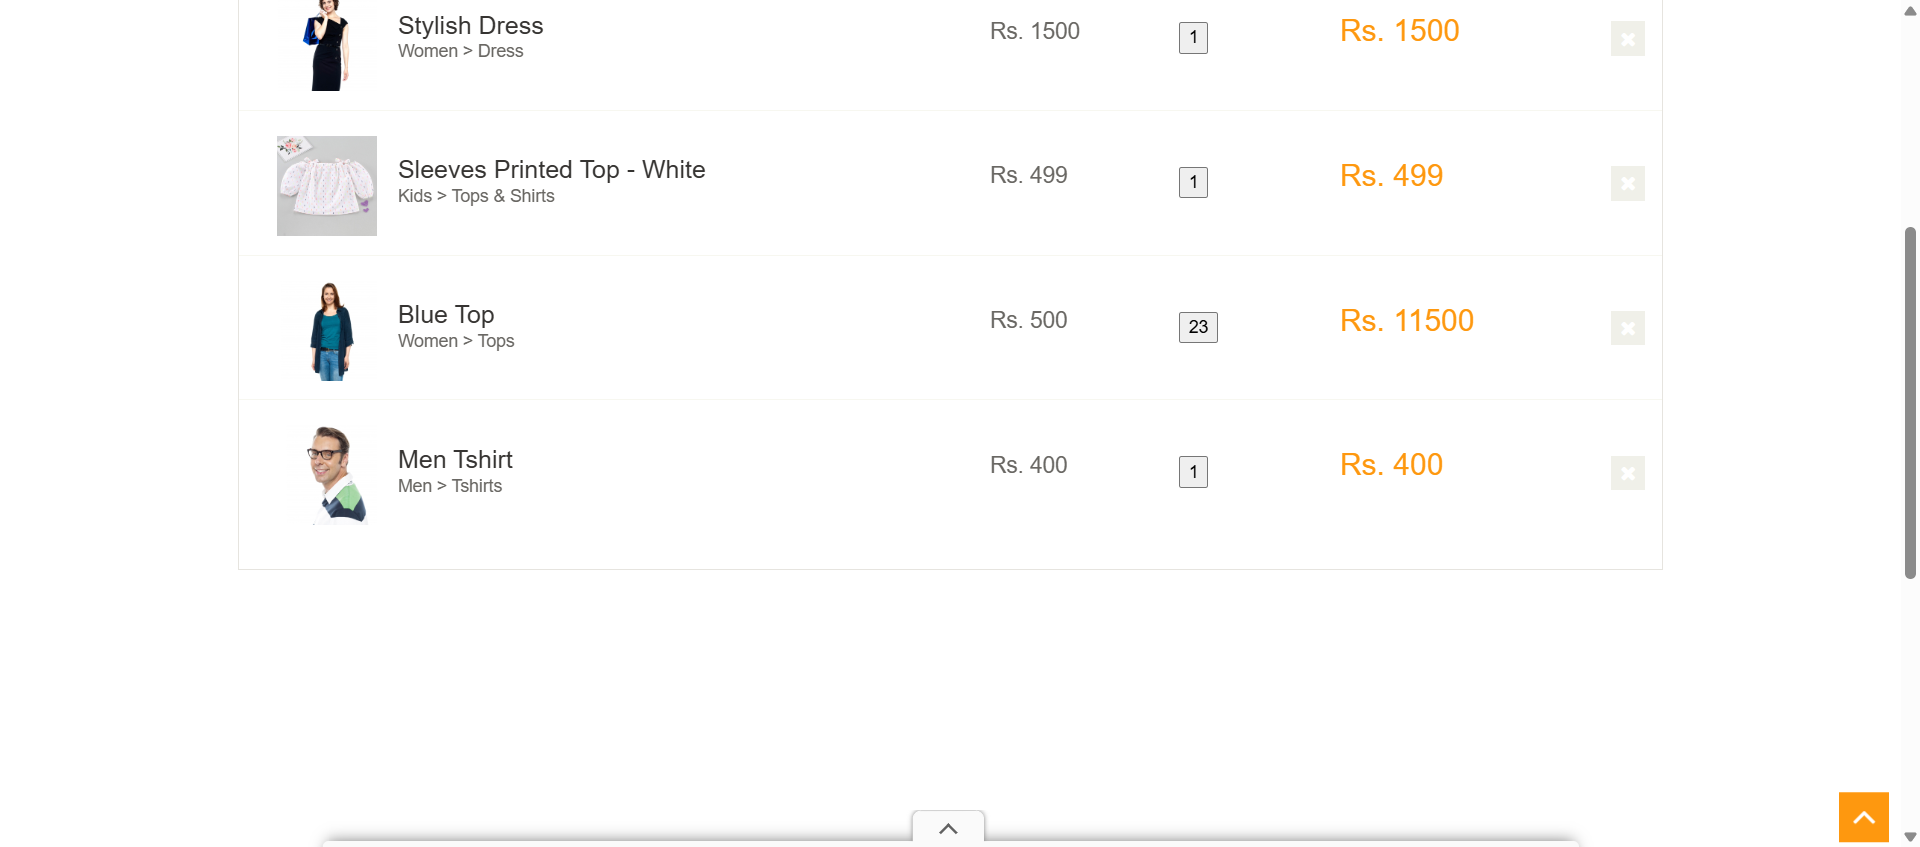 Stylish Dress Rs. 1500 1 Rs. 1500
Women > Dress
Sleeves Printed Top - White Rs. 499 1 Rs. 499
Kids > Tops & Shirts
Blue Top Rs. 500 23 Rs. 11500
Women > Tops
Men Tshirt Rs. 400 1 Rs. 400
Men > Tshirts